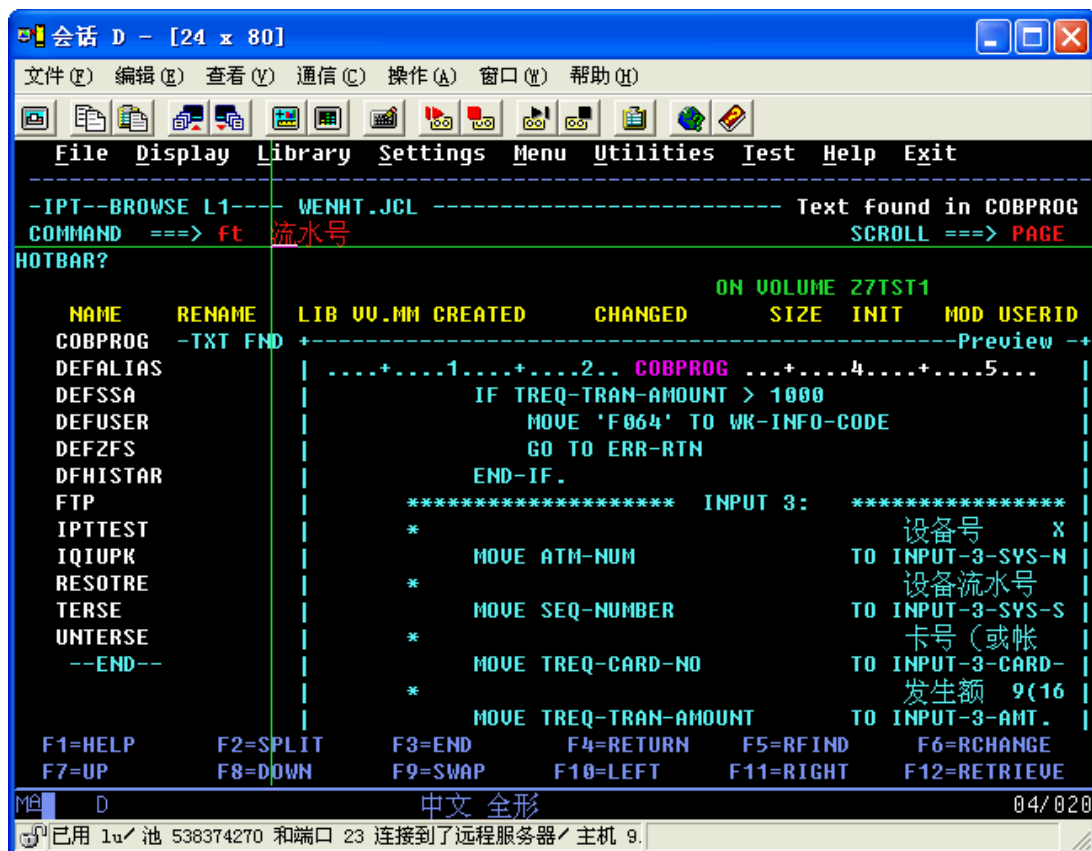 会话 D - [24 x 80]
文件(F) 编辑(E) 查看(V) 通信(C) 操作(A) 窗口(W) 帮助(H)
File Display Library Settings Menu Utilities Test Help Exit
-IPT--BROWSE L1---- WENHT.JCL -------------------------- Text found in COBPROG
COMMAND ===> ft 流水号 SCROLL ===> PAGE
HOTBAR?
ON VOLUME Z7TST1
NAME RENAME LIB VV.MM CREATED CHANGED SIZE INIT MOD USERID
COBPROG -TXT FND +------------------------------------------------Preview -+
DEFALIAS | ....+....1....+....2.. COBPROG ...+....4....+....5... |
DEFSSA | IF TREQ-TRAN-AMOUNT > 1000 |
DEFUSER | MOVE 'F064' TO WK-INFO-CODE |
DEFZFS | GO TO ERR-RTN |
DFHISTAR | END-IF. |
FTP | ******************** INPUT 3: **************** |
IPTTEST | * 设备号 X |
IQIUPK | MOVE ATM-NUM TO INPUT-3-SYS-N |
RESOTRE | * 设备流水号 |
TERSE | MOVE SEQ-NUMBER TO INPUT-3-SYS-S |
UNTERSE | * 卡号（或帐 |
--END-- | MOVE TREQ-CARD-NO TO INPUT-3-CARD- |
| * 发生额 9(16 |
| MOVE TREQ-TRAN-AMOUNT TO INPUT-3-AMT. |
F1=HELP F2=SPLIT F3=END F4=RETURN F5=RFIND F6=RCHANGE
F7=UP F8=DOWN F9=SWAP F10=LEFT F11=RIGHT F12=RETRIEVE
MA D 中文 全形 04/020
已用 lu/ 池 538374270 和端口 23 连接到了远程服务器/ 主机 9.